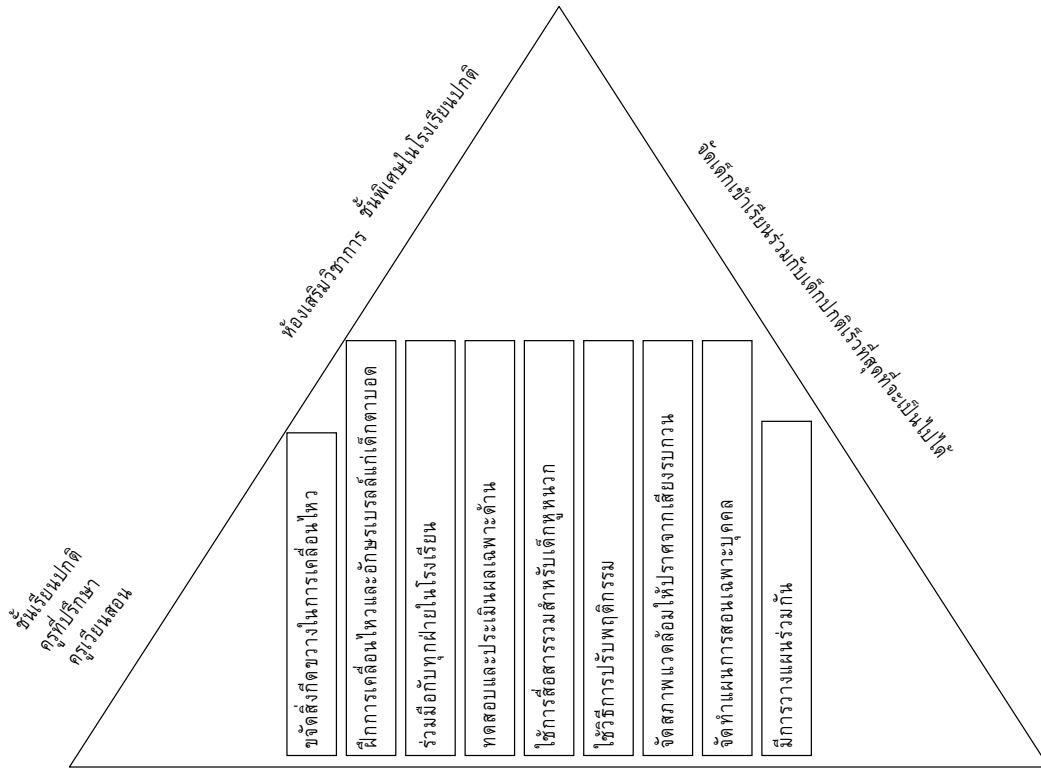 ห้องเสริมวิชาการ ชั้นพิเศษในโรงเรียนปกติ
จัดเด็กเข้าเรียนร่วมกับเด็กปกติเร็วที่สุดที่จะเป็นไปได้
ชั้นเรียนปกติ
ครูที่ปรึกษา
ครูเวียนสอน
ขจัดสิ่งกีดขวางในการเคลื่อนไหว
ฝึกการเคลื่อนไหวและอักษรเบรลล์แก่เด็กตาบอด
ร่วมมือกับทุกฝ่ายในโรงเรียน
ทดสอบและประเมินผลเฉพาะด้าน
ใช้การสื่อสารรวมสำหรับเด็กหูหนวก
ใช้วิธีการปรับพฤติกรรม
จัดสภาพแวดล้อมให้ปราศจากเสียงรบกวน
จัดทำแผนการสอนเฉพาะบุคคล
มีการวางแผนร่วมกัน